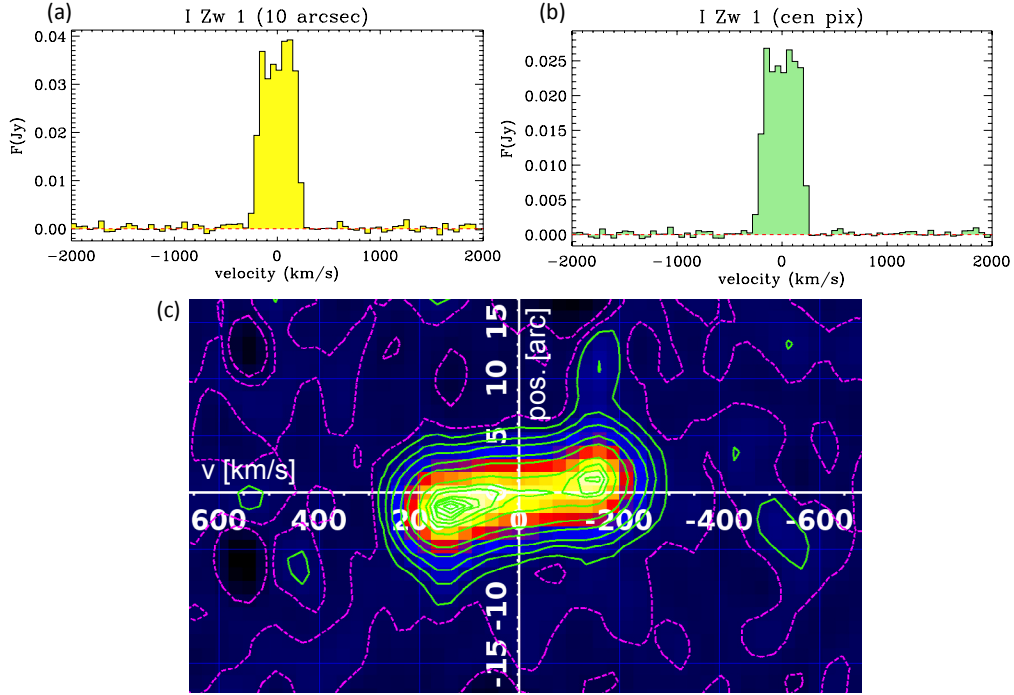 (a)
I Zw 1 (10 arcsec)
F(Jy)
0.04
0.03
0.02
0.01
0.00
−2000 −1000 0 1000 2000
velocity (km/s)
(b)
I Zw 1 (cen pix)
F(Jy)
0.025
0.020
0.015
0.010
0.005
0.000
−2000 −1000 0 1000 2000
velocity (km/s)
(c)
15
10
5
-10
-15
pos. [arc]
v [km/s]
600 400 200 0 -200 -400 -600